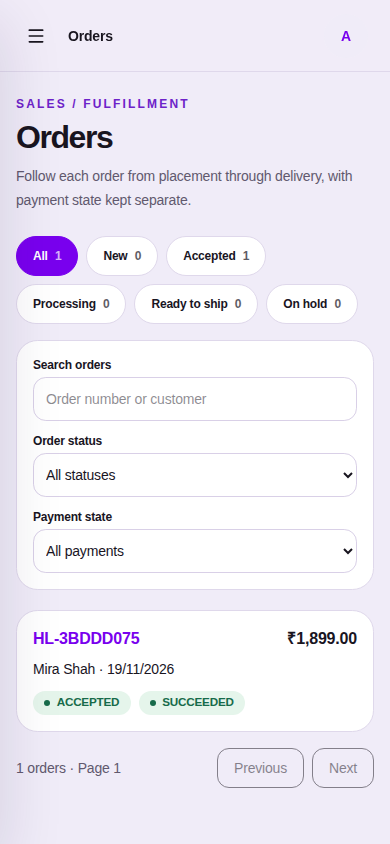 Orders
A
SALES / FULFILLMENT
Orders
Follow each order from placement through delivery, with
payment state kept separate.
All 1
New 0
Accepted 1
Processing 0
Ready to ship 0
On hold 0
Search orders
Order number or customer
Order status
All statuses
Payment state
All payments
HL-3BDDD075
₹1,899.00
Mira Shah · 19/11/2026
ACCEPTED
SUCCEEDED
1 orders · Page 1
Previous
Next